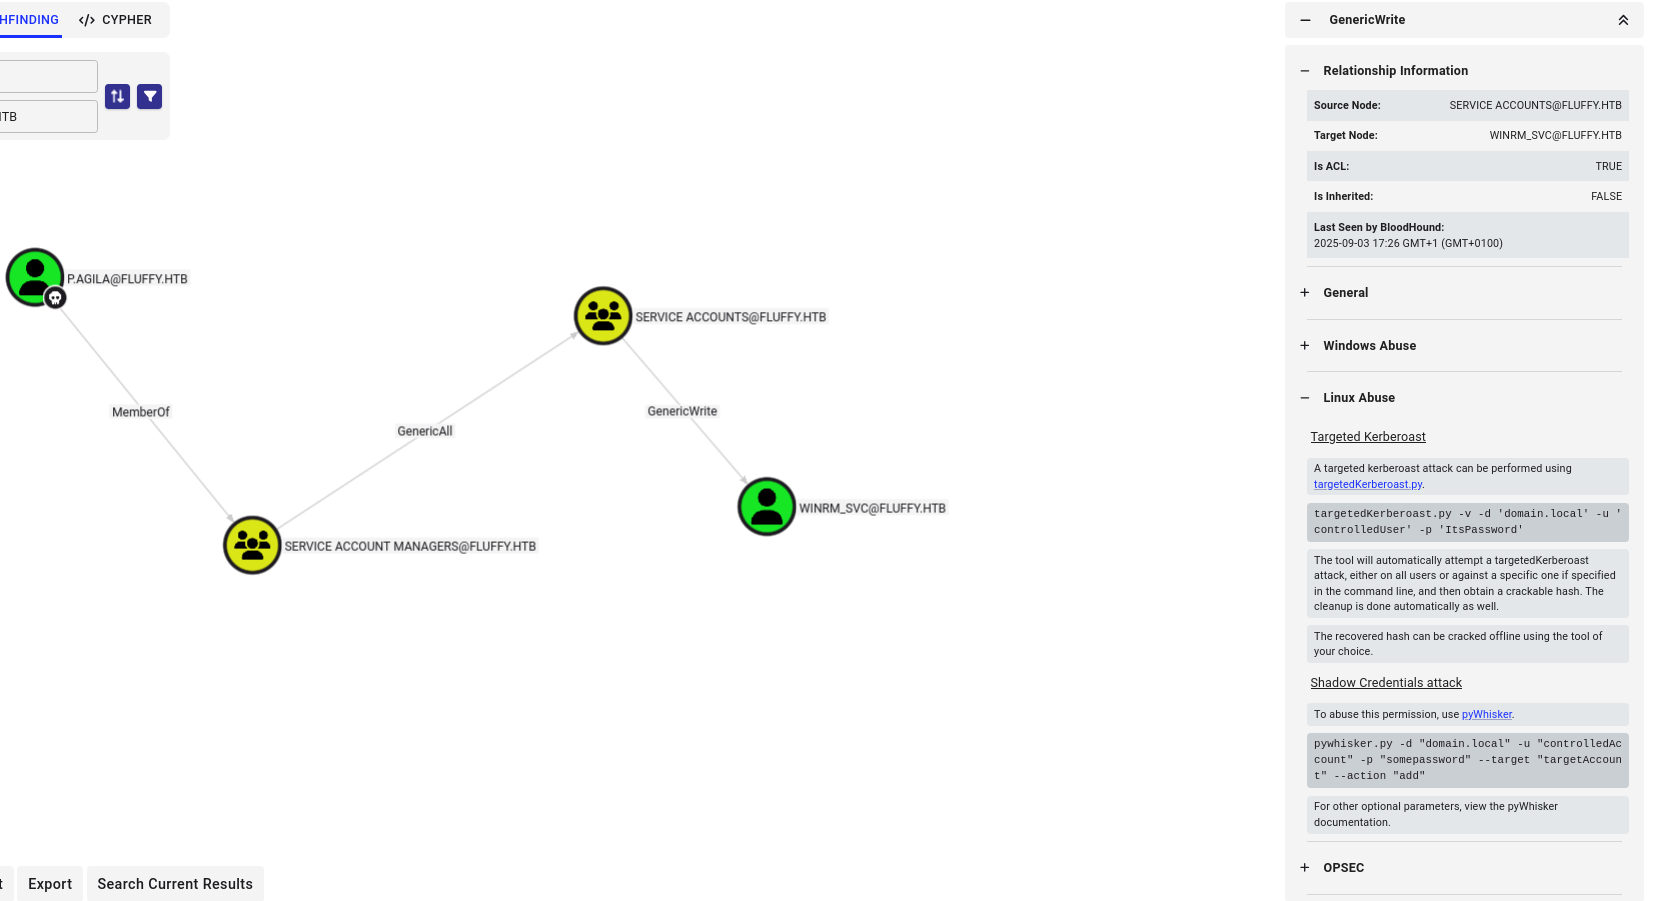 HFINDING
</> CYPHER
HTB
P.AGILA@FLUFFY.HTB
MemberOf
GenericAll
SERVICE ACCOUNT MANAGERS@FLUFFY.HTB
SERVICE ACCOUNTS@FLUFFY.HTB
GenericWrite
WINRM_SVC@FLUFFY.HTB
t
Export
Search Current Results
GenericWrite
Relationship Information
Source Node: SERVICE ACCOUNTS@FLUFFY.HTB
Target Node: WINRM_SVC@FLUFFY.HTB
Is ACL: TRUE
Is Inherited: FALSE
Last Seen by BloodHound:
2025-09-03 17:26 GMT+1 (GMT+0100)
+ General
+ Windows Abuse
Linux Abuse
Targeted Kerberoast
A targeted kerberoast attack can be performed using
targetedKerberoast.py.
targetedKerberoast.py -v -d 'domain.local' -u '
controlledUser' -p 'ItsPassword'
The tool will automatically attempt a targetedKerberoast
attack, either on all users or against a specific one if specified
in the command line, and then obtain a crackable hash. The
cleanup is done automatically as well.
The recovered hash can be cracked offline using the tool of
your choice.
Shadow Credentials attack
To abuse this permission, use pyWhisker.
pywhisker.py -d "domain.local" -u "controlledAc
count" -p "somepassword" --target "targetAccoun
t" --action "add"
For other optional parameters, view the pyWhisker
documentation.
+ OPSEC